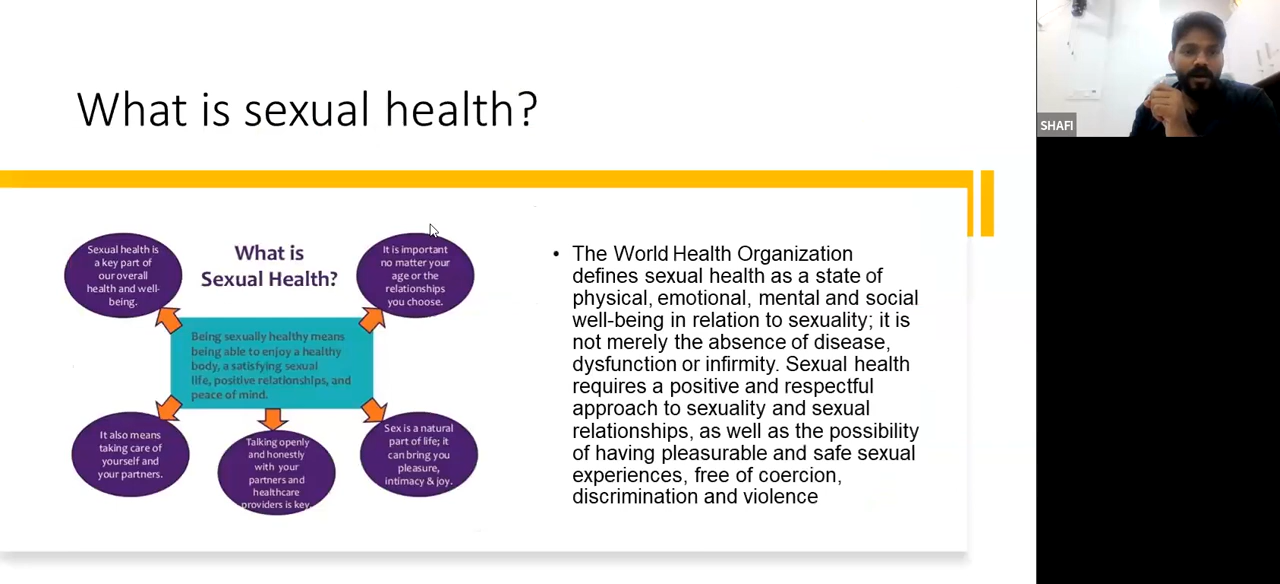 What is sexual health?
SHAFI
What is
Sexual Health?
Sexual health is
a key part of
our overall
health and well-
being.
It is important
no matter your
age or the
relationships
you choose.
Being sexually healthy means
being able to enjoy a healthy
body, a satisfying sexual
life, positive relationships, and
peace of mind.
It also means
taking care of
yourself and
your partners.
Talking openly
and honestly
with your
partners and
healthcare
providers is key.
Sex is a natural
part of life; it
can bring you
pleasure,
intimacy & joy.
• The World Health Organization
defines sexual health as a state of
physical, emotional, mental and social
well-being in relation to sexuality; it is
not merely the absence of disease,
dysfunction or infirmity. Sexual health
requires a positive and respectful
approach to sexuality and sexual
relationships, as well as the possibility
of having pleasurable and safe sexual
experiences, free of coercion,
discrimination and violence